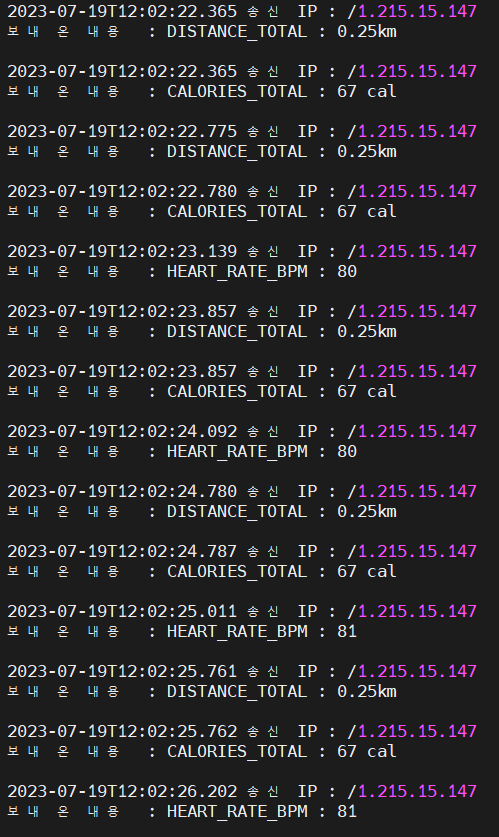 2023-07-19T12:02:22.365 송신 IP : /1.215.15.147
보내 온 내용 : DISTANCE_TOTAL : 0.25km
2023-07-19T12:02:22.365 송신 IP : /1.215.15.147
보내 온 내용 : CALORIES_TOTAL : 67 cal
2023-07-19T12:02:22.775 송신 IP : /1.215.15.147
보내 온 내용 : DISTANCE_TOTAL : 0.25km
2023-07-19T12:02:22.780 송신 IP : /1.215.15.147
보내 온 내용 : CALORIES_TOTAL : 67 cal
2023-07-19T12:02:23.139 송신 IP : /1.215.15.147
보내 온 내용 : HEART_RATE_BPM : 80
2023-07-19T12:02:23.857 송신 IP : /1.215.15.147
보내 온 내용 : DISTANCE_TOTAL : 0.25km
2023-07-19T12:02:23.857 송신 IP : /1.215.15.147
보내 온 내용 : CALORIES_TOTAL : 67 cal
2023-07-19T12:02:24.092 송신 IP : /1.215.15.147
보내 온 내용 : HEART_RATE_BPM : 80
2023-07-19T12:02:24.780 송신 IP : /1.215.15.147
보내 온 내용 : DISTANCE_TOTAL : 0.25km
2023-07-19T12:02:24.787 송신 IP : /1.215.15.147
보내 온 내용 : CALORIES_TOTAL : 67 cal
2023-07-19T12:02:25.011 송신 IP : /1.215.15.147
보내 온 내용 : HEART_RATE_BPM : 81
2023-07-19T12:02:25.761 송신 IP : /1.215.15.147
보내 온 내용 : DISTANCE_TOTAL : 0.25km
2023-07-19T12:02:25.762 송신 IP : /1.215.15.147
보내 온 내용 : CALORIES_TOTAL : 67 cal
2023-07-19T12:02:26.202 송신 IP : /1.215.15.147
보내 온 내용 : HEART_RATE_BPM : 81